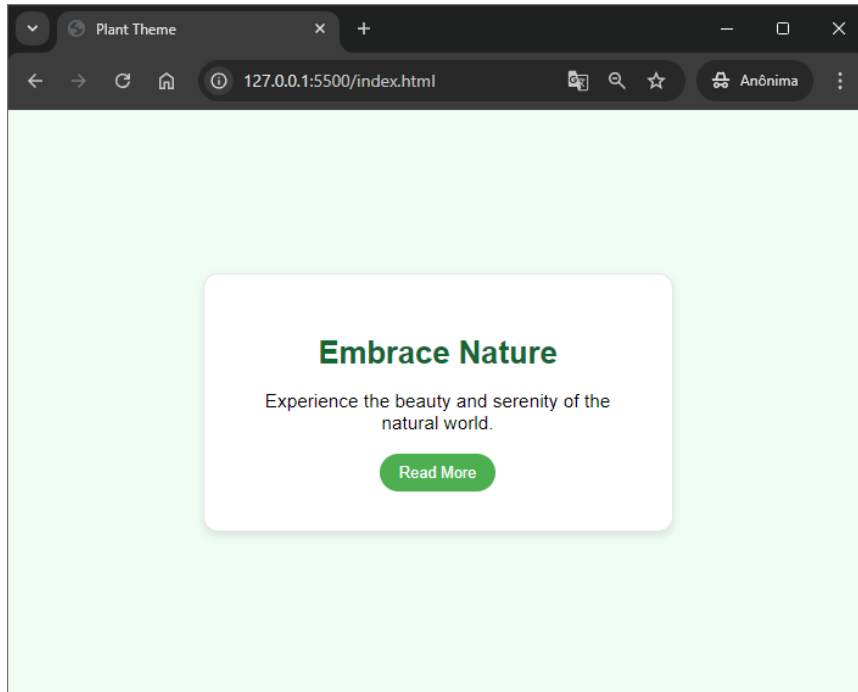 Plant Theme
127.0.0.1:5500/index.html
Anônima
Embrace Nature
Experience the beauty and serenity of the
natural world.
Read More